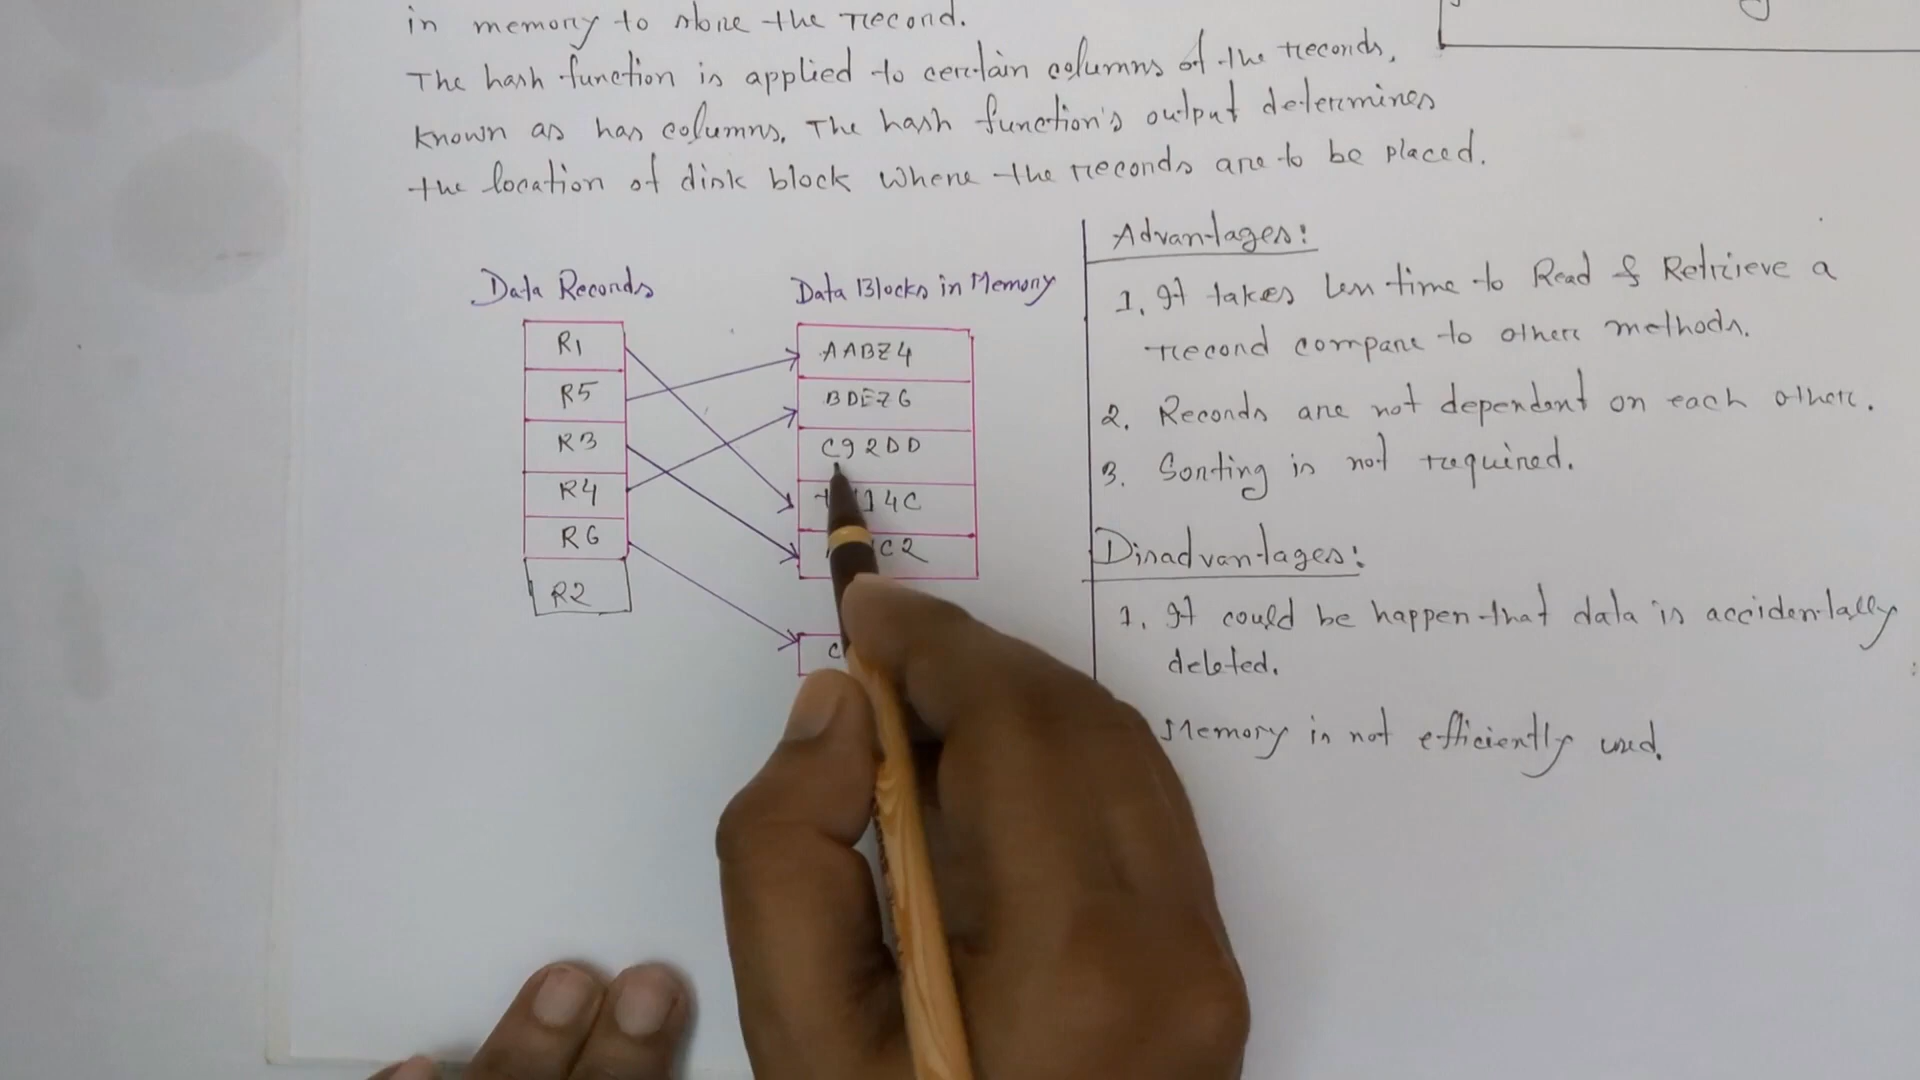 in memory to store the record.
The hash function is applied to certain columns of the records,
known as has columns. The hash function's output determines
the location of disk block where the records are to be placed.
Data Records
R1
R5
R3
R4
R6
R2
Data Blocks in Memory
AABZ4
BDEZ6
C92DD
14C
C2
C
Advantages:
1. It takes less time to Read & Retrieve a
record compare to other methods.
2. Records are not dependent on each other.
3. Sorting is not required.
Disadvantages:
1. It could be happen that data is accidentally
deleted.
Memory is not efficiently used.